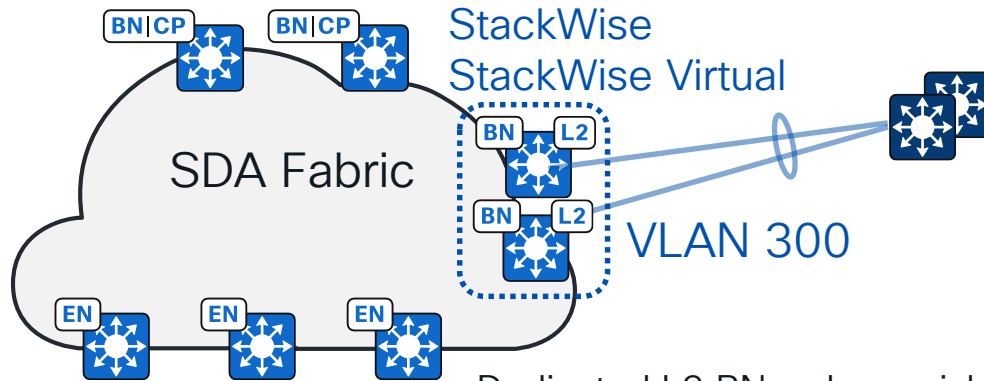 BN|CP
BN|CP
StackWise
StackWise Virtual
BN
L2
SDA Fabric
BN
L2
VLAN 300
EN
EN
EN